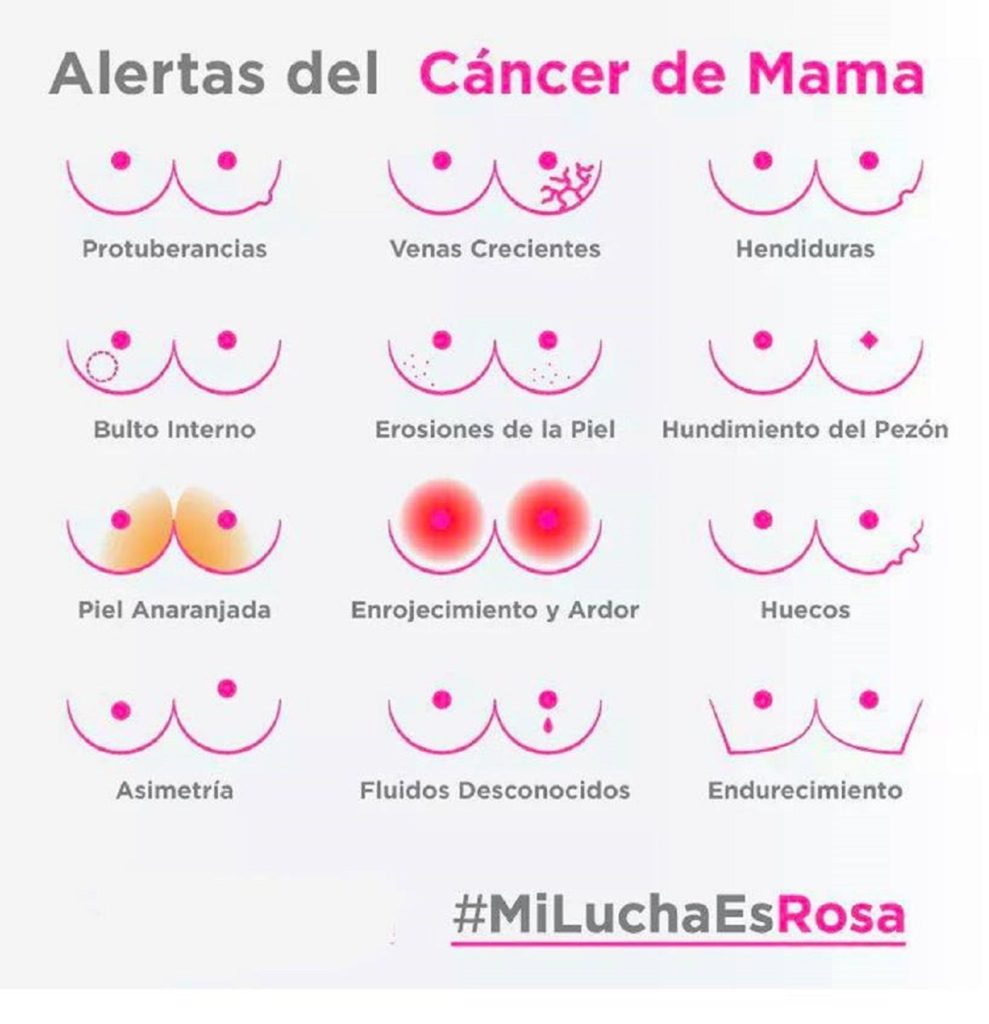 Alertas del Cáncer de Mama
Protuberancias
Venas Crecientes
Hendiduras
Bulto Interno
Erosiones de la Piel
Hundimiento del Pezón
Piel Anaranjada
Enrojecimiento y Ardor
Huecos
Asimetría
Fluidos Desconocidos
Endurecimiento
#MiLuchaEsRosa